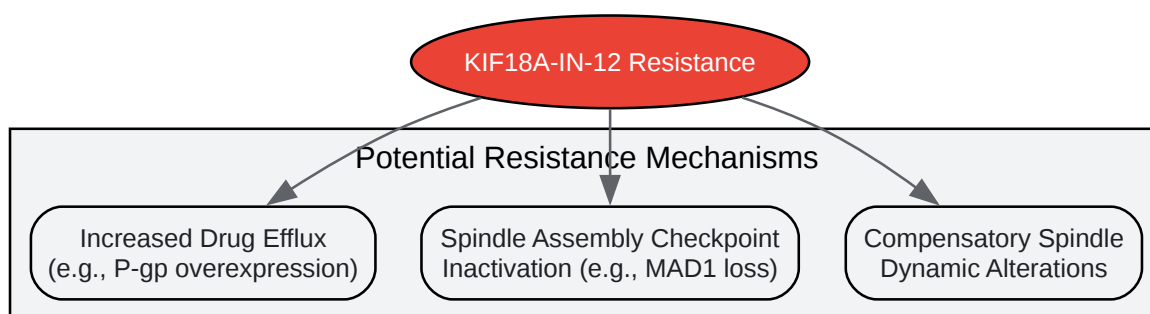 KIF18A-IN-12 Resistance
Potential Resistance Mechanisms
Increased Drug Efflux
(e.g., P-gp overexpression)
Spindle Assembly Checkpoint
Inactivation (e.g., MAD1 loss)
Compensatory Spindle
Dynamic Alterations